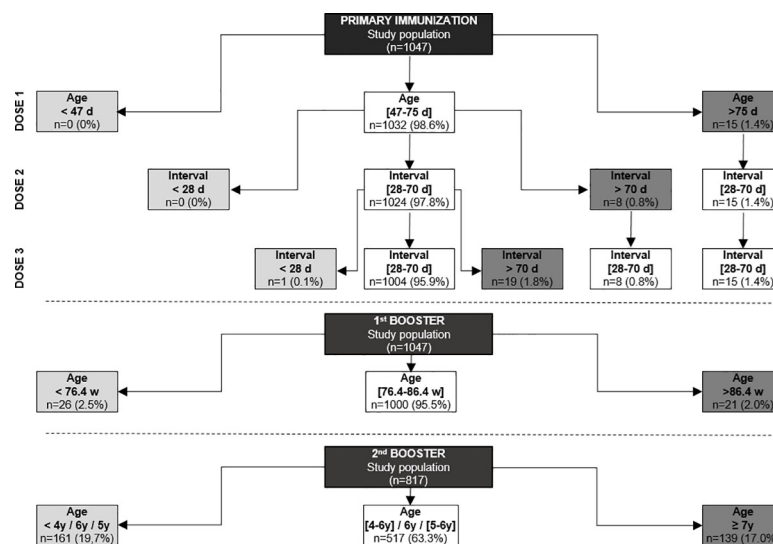 PRIMARY IMMUNIZATION
Study population
(n=1047)
DOSE 1
Age
< 47 d
n=0 (0%)
Age
[47-75 d]
n=1032 (98.6%)
Age
>75 d
n=15 (1.4%)
DOSE 2
Interval
< 28 d
n=0 (0%)
Interval
[28-70 d]
n=1024 (97.8%)
Interval
> 70 d
n=8 (0.8%)
Interval
[28-70 d]
n=15 (1.4%)
DOSE 3
Interval
< 28 d
n=1 (0.1%)
Interval
[28-70 d]
n=1004 (95.9%)
Interval
> 70 d
n=19 (1.8%)
Interval
[28-70 d]
n=8 (0.8%)
Interval
[28-70 d]
n=15 (1.4%)
1st BOOSTER
Study population
(n=1047)
Age
< 76.4 w
n=26 (2.5%)
Age
[76.4-86.4 w]
n=1000 (95.5%)
Age
>86.4 w
n=21 (2.0%)
2nd BOOSTER
Study population
(n=817)
Age
< 4y / 6y / 5y
n=161 (19,7%)
Age
[4-6y] / 6y / [5-6y]
n=517 (63.3%)
Age
≥ 7y
n=139 (17.0%)